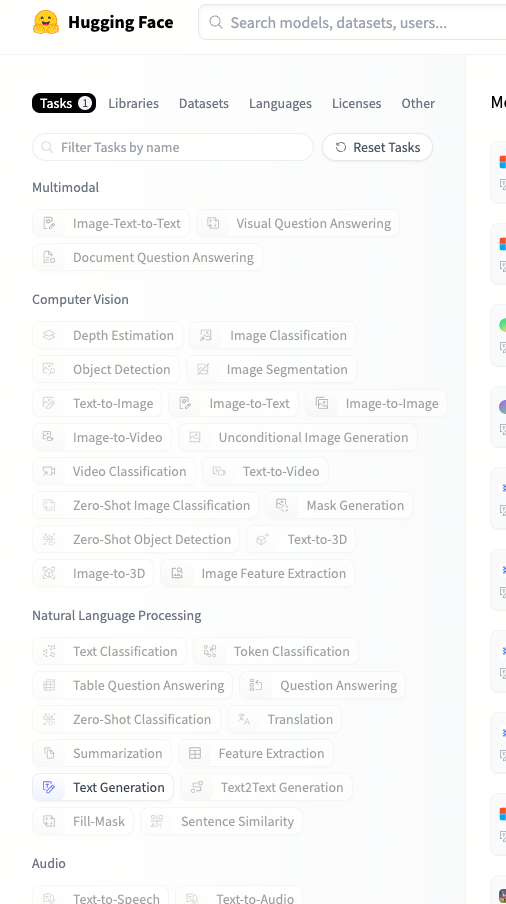 Hugging Face
Search models, datasets, users...
Tasks 1 Libraries Datasets Languages Licenses Other
Filter Tasks by name
Reset Tasks
Multimodal
Image-Text-to-Text Visual Question Answering
Document Question Answering
Computer Vision
Depth Estimation Image Classification
Object Detection Image Segmentation
Text-to-Image Image-to-Text Image-to-Image
Image-to-Video Unconditional Image Generation
Video Classification Text-to-Video
Zero-Shot Image Classification Mask Generation
Zero-Shot Object Detection Text-to-3D
Image-to-3D Image Feature Extraction
Natural Language Processing
Text Classification Token Classification
Table Question Answering Question Answering
Zero-Shot Classification Translation
Summarization Feature Extraction
Text Generation Text2Text Generation
Fill-Mask Sentence Similarity
Audio
Text-to-Speech Text-to-Audio